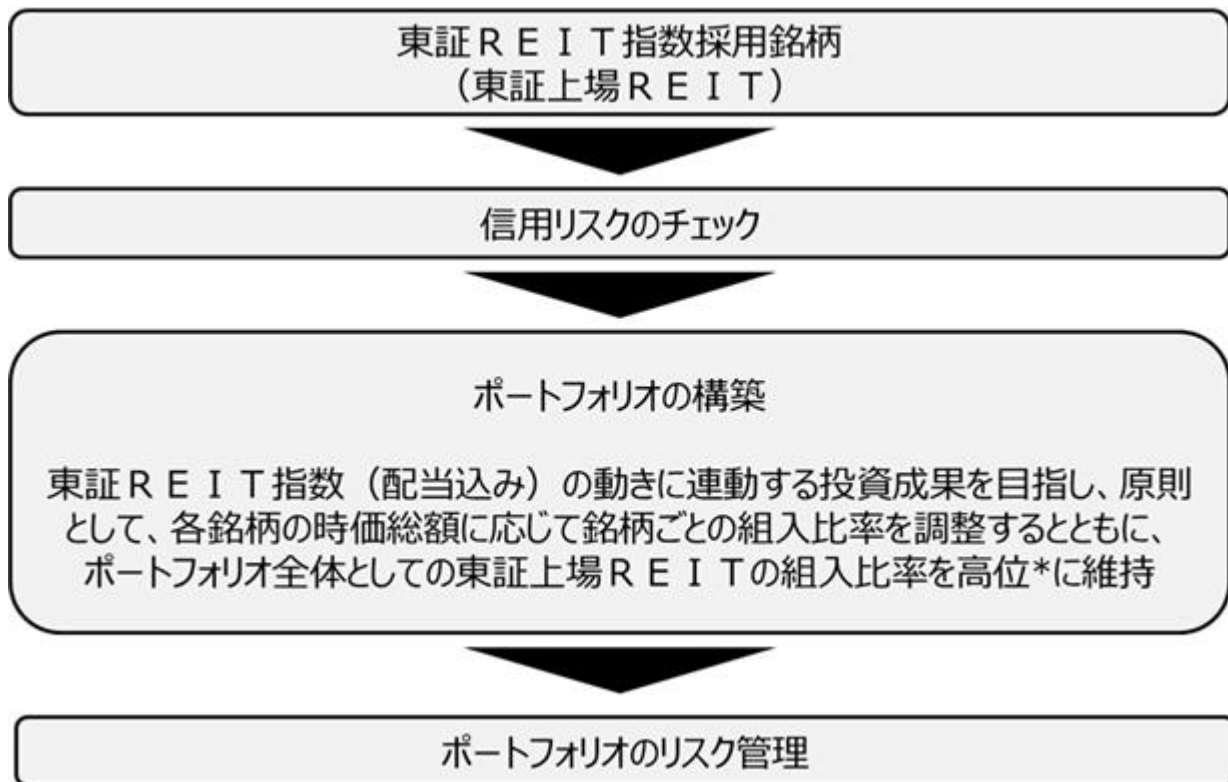 東証ＲＥＩＴ指数採用銘柄
（東証上場ＲＥＩＴ）
信用リスクのチェック
ポートフォリオの構築
東証ＲＥＩＴ指数（配当込み）の動きに連動する投資成果を目指し、原則
として、各銘柄の時価総額に応じて銘柄ごとの組入比率を調整するとともに、
ポートフォリオ全体としての東証上場ＲＥＩＴの組入比率を高位*に維持
ポートフォリオのリスク管理